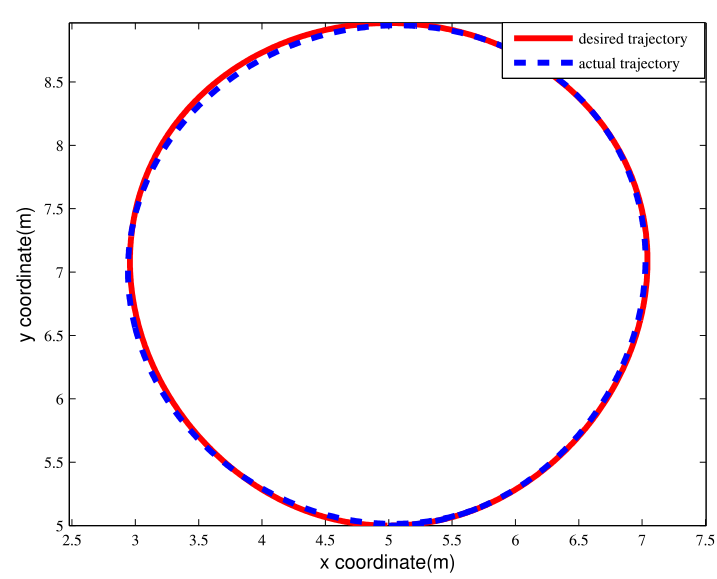 desired trajectory
actual trajectory
8.5
8
7.5
7
6.5
6
5.5
5
2.5 3 3.5 4 4.5 5 5.5 6 6.5 7 7.5
x coordinate(m)
y coordinate(m)